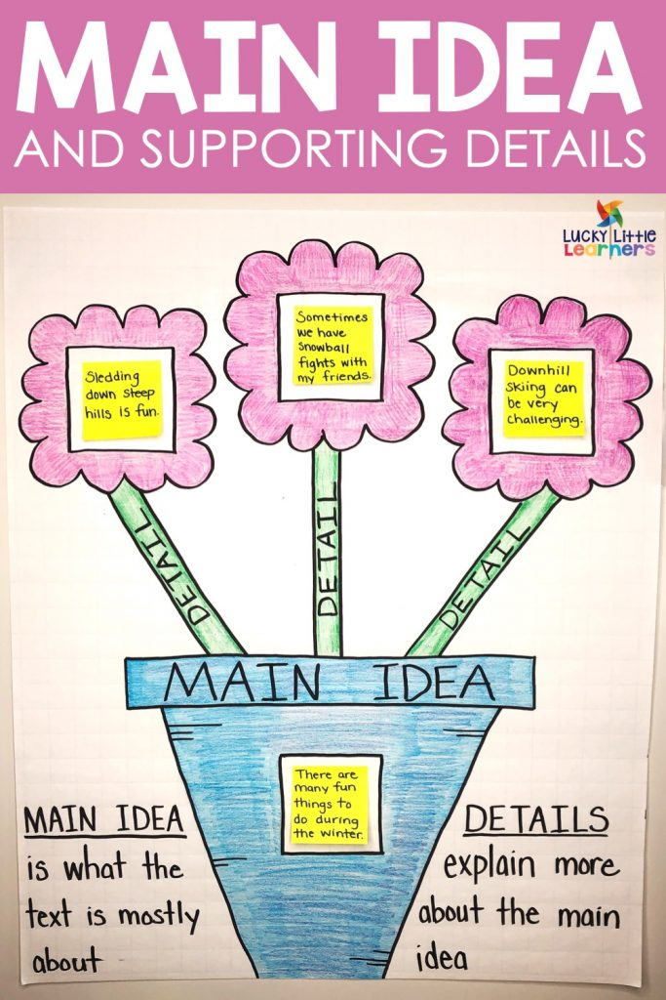 MAIN IDEA
AND SUPPORTING DETAILS
LUCKY LITTLE
LEARNERS
Sledding
down steep
hills is fun.
Sometimes
we have
snowball
fights with
my friends.
Downhill
skiing can
be very
challenging.
DETAIL
DETAIL
DETAIL
MAIN IDEA
There are
many fun
things to
do during
the winter.
MAIN IDEA
is what the
text is mostly
about
DETAILS
explain more
about the main
idea